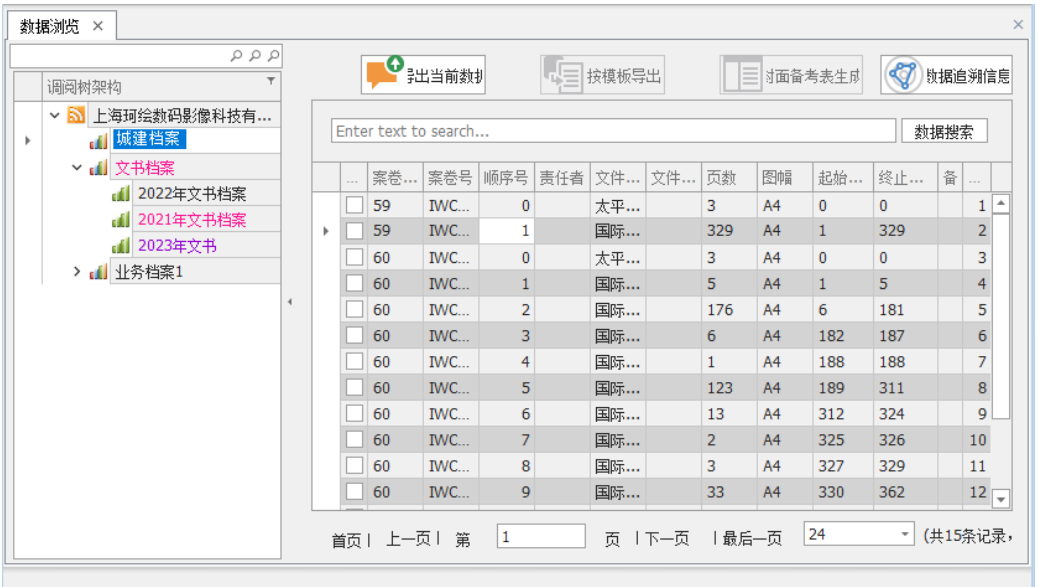 数据浏览
调阅树架构
上海珂绘数码影像科技有...
城建档案
文书档案
2022年文书档案
2021年文书档案
2023年文书
业务档案1
导出当前数据
按模板导出
封面备考表生成
数据追溯信息
Enter text to search...
数据搜索
... 案卷... 案卷号 顺序号 责任者 文件... 文件... 页数 图幅 起始... 终止... 备 ...
59 IWC... 0 太平... 3 A4 0 0 1
59 IWC... 1 国际... 329 A4 1 329 2
60 IWC... 0 太平... 3 A4 0 0 3
60 IWC... 1 国际... 5 A4 1 5 4
60 IWC... 2 国际... 176 A4 6 181 5
60 IWC... 3 国际... 6 A4 182 187 6
60 IWC... 4 国际... 1 A4 188 188 7
60 IWC... 5 国际... 123 A4 189 311 8
60 IWC... 6 国际... 13 A4 312 324 9
60 IWC... 7 国际... 2 A4 325 326 10
60 IWC... 8 国际... 3 A4 327 329 11
60 IWC... 9 国际... 33 A4 330 362 12
首页| 上一页| 第 1 页 |下一页 |最后一页 24 (共15条记录，